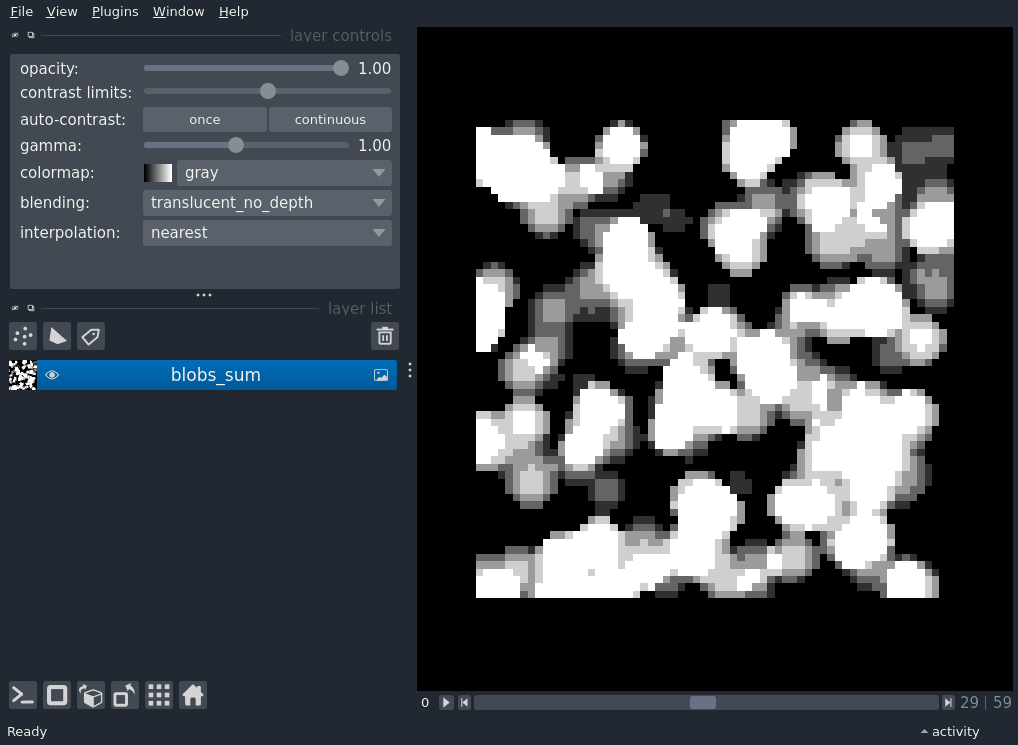 File View Plugins Window Help
layer controls
opacity: 1.00
contrast limits:
auto-contrast: once continuous
gamma: 1.00
colormap: gray
blending: translucent_no_depth
interpolation: nearest
layer list
blobs_sum
0 29 | 59
Ready activity